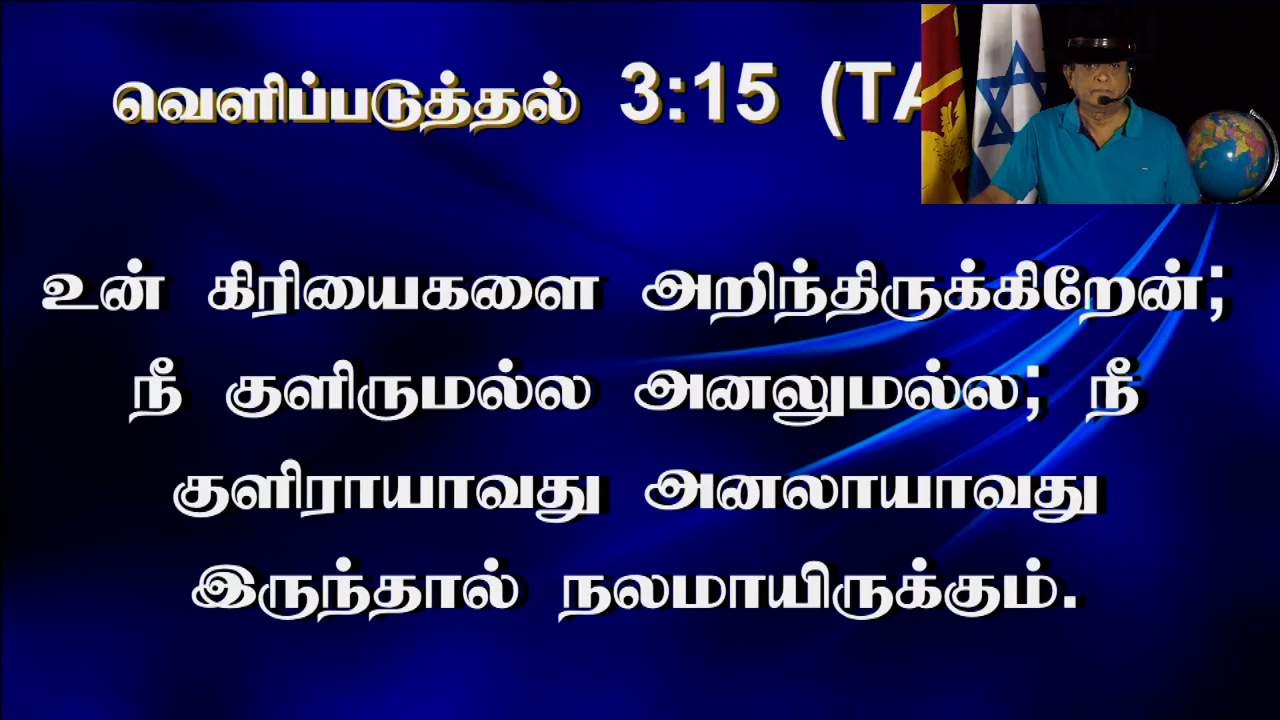 வெளிப்படுத்தல் 3:15 (TA
உன் கிரியைகளை அறிந்திருக்கிறேன்;
நீ குளிருமல்ல அனலுமல்ல; நீ
குளிராயாவது அனலாயாவது
இருந்தால் நலமாயிருக்கும்.